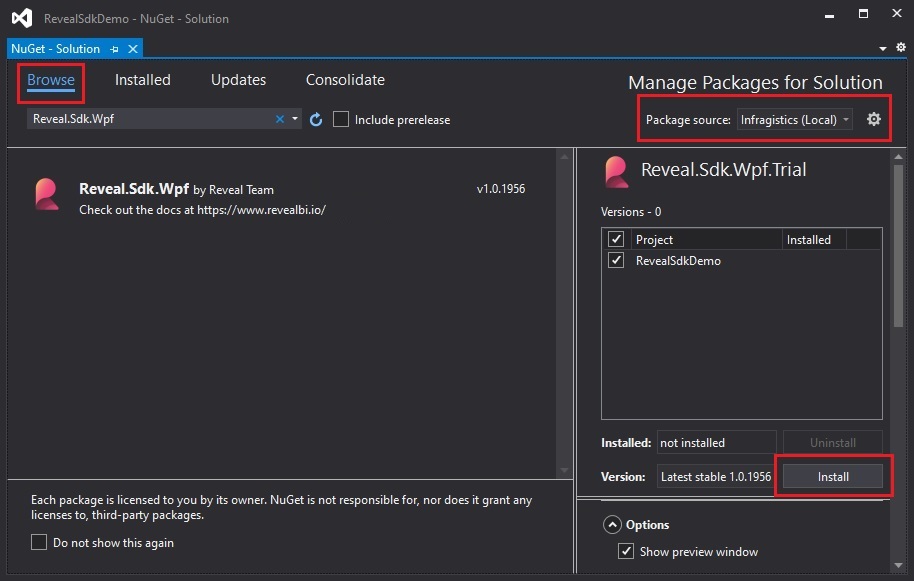 RevealSdkDemo - NuGet - Solution
NuGet - Solution
Browse Installed Updates Consolidate
Manage Packages for Solution
Reveal.Sdk.Wpf
Include prerelease
Package source: Infragistics (Local)
Reveal.Sdk.Wpf by Reveal Team
v1.0.1956
Check out the docs at https://www.revealbi.io/
Reveal.Sdk.Wpf.Trial
Versions - 0
Project Installed
RevealSdkDemo
Installed: not installed Uninstall
Version: Latest stable 1.0.1956 Install
Each package is licensed to you by its owner. NuGet is not responsible for, nor does it grant any
licenses to, third-party packages.
Do not show this again
Options
Show preview window